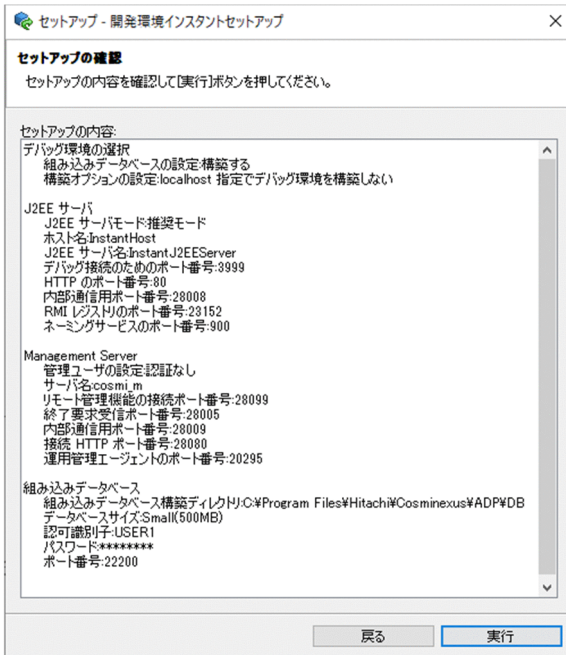 セットアップ - 開発環境インスタントセットアップ
セットアップの確認
セットアップの内容を確認して[実行]ボタンを押してください。
セットアップの内容:
デバッグ環境の選択
組み込みデータベースの設定:構築する
構築オプションの設定:localhost 指定でデバッグ環境を構築しない
J2EE サーバ
J2EE サーバモード:推奨モード
ホスト名:InstantHost
J2EE サーバ名:InstantJ2EEServer
デバッグ接続のためのポート番号:3999
HTTP のポート番号:80
内部通信用ポート番号:28008
RMI レジストリのポート番号:23152
ネーミングサービスのポート番号:900
Management Server
管理ユーザの設定:認証なし
サーバ名:cosmi_m
リモート管理機能の接続ポート番号:28099
終了要求受信ポート番号:28005
内部通信用ポート番号:28009
接続 HTTP ポート番号:28080
運用管理エージェントのポート番号:20295
組み込みデータベース
組み込みデータベース構築ディレクトリ:C:¥Program Files¥Hitachi¥Cosminexus¥ADP¥DB
データベースサイズ:Small(500MB)
認可識別子:USER1
パスワード:********
ポート番号:22200
戻る
実行